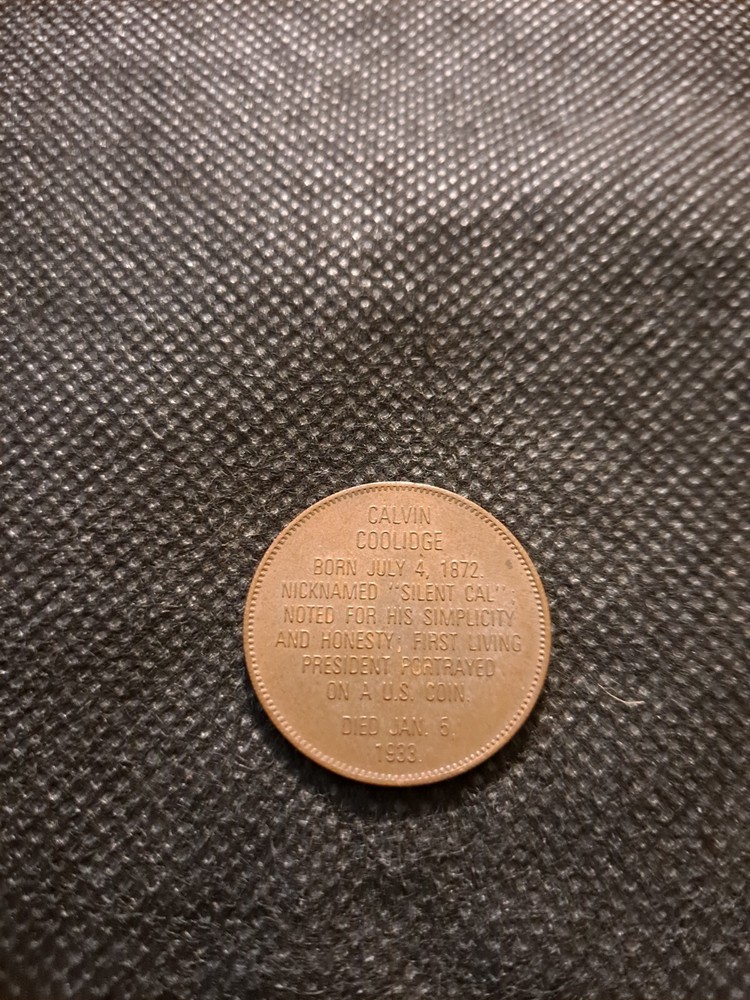 CALVIN
COOLIDGE
BORN JULY 4, 1872.
NICKNAMED "SILENT CAL".
NOTED FOR HIS SIMPLICITY
AND HONESTY; FIRST LIVING
PRESIDENT PORTRAYED
ON A U.S. COIN.
DIED JAN. 5,
1933.